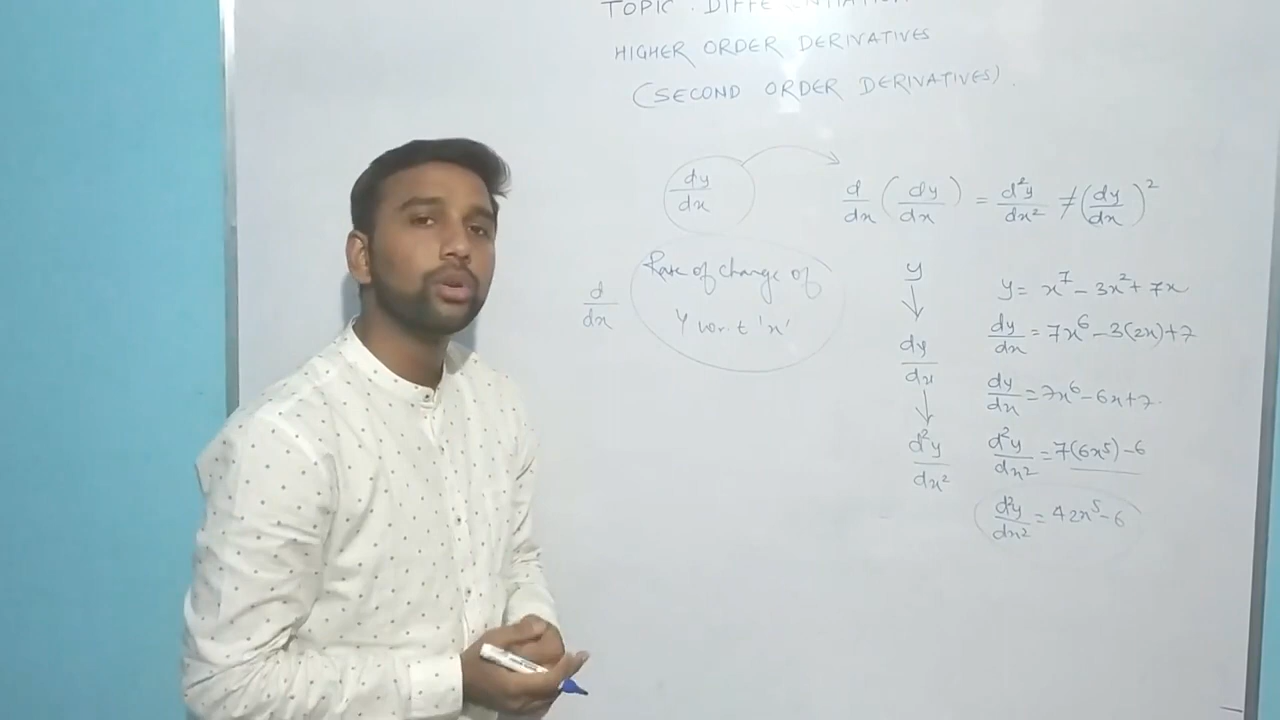 TOPIC . DIFFERENTIATION
HIGHER ORDER DERIVATIVES
(SECOND ORDER DERIVATIVES).
dy/dx
d/dx (dy/dx) = d²y/dx² ≠ (dy/dx)²
d/dx
Rate of change of
Y w.r.t 'x'
y
↓
dy/dx
↓
d²y/dx²
y = x⁷ - 3x² + 7x
dy/dx = 7x⁶ - 3(2x) + 7
dy/dx = 7x⁶ - 6x + 7.
d²y/dx² = 7(6x⁵) - 6
d²y/dx² = 42x⁵ - 6